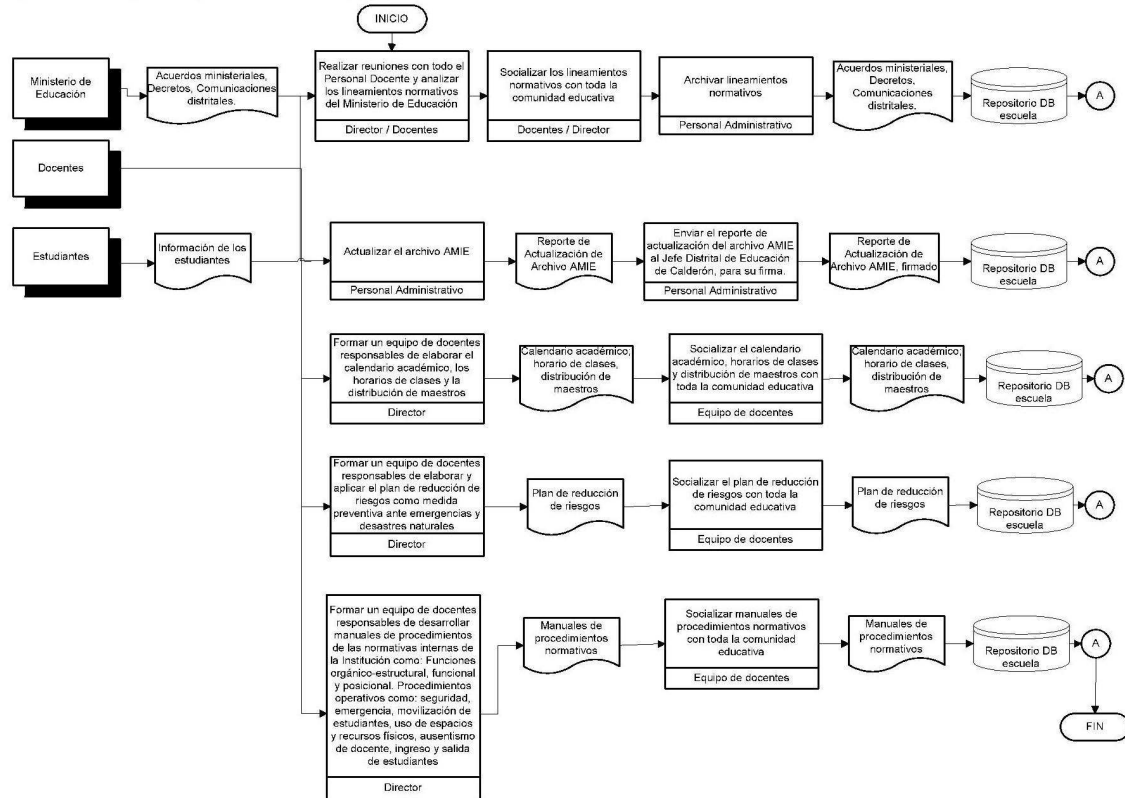 INICIO
Ministerio de
Educación
Acuerdos ministeriales,
Decretos, Comunicaciones
distritales.
Realizar reuniones con todo el
Personal Docente y analizar
los lineamientos normativos
del Ministerio de Educación
Director / Docentes
Socializar los lineamientos
normativos con toda la
comunidad educativa
Docentes / Director
Archivar lineamientos
normativos
Personal Administrativo
Acuerdos ministeriales,
Decretos,
Comunicaciones
distritales.
Repositorio DB
escuela
A
Docentes
Estudiantes
Información de los
estudiantes
Actualizar el archivo AMIE
Personal Administrativo
Reporte de
Actualización de
Archivo AMIE
Enviar el reporte de
actualización del archivo AMIE
al Jefe Distrital de Educación
de Calderón, para su firma.
Personal Administrativo
Reporte de
Actualización de
Archivo AMIE, firmado
Repositorio DB
escuela
A
Formar un equipo de docentes
responsables de elaborar el
calendario académico, los
horarios de clases y la
distribución de maestros
Director
Calendario académico;
horario de clases,
distribución de
maestros
Socializar el calendario
académico, horarios de clases
y distribución de maestros con
toda la comunidad educativa
Equipo de docentes
Calendario académico;
horario de clases,
distribución de
maestros
Repositorio DB
escuela
A
Formar un equipo de docentes
responsables de elaborar y
aplicar el plan de reducción de
riesgos como medida
preventiva ante emergencias y
desastres naturales
Director
Plan de reducción
de riesgos
Socializar el plan de reducción
de riesgos con toda la
comunidad educativa
Equipo de docentes
Plan de reducción
de riesgos
Repositorio DB
escuela
A
Formar un equipo de docentes
responsables de desarrollar
manuales de procedimientos
de las normativas internas de
la Institución como: Funciones
orgánico-estructural, funcional
y posicional. Procedimientos
operativos como: seguridad,
emergencia, movilización de
estudiantes, uso de espacios
y recursos físicos, ausentismo
de docente, ingreso y salida
de estudiantes
Director
Manuales de
procedimientos
normativos
Socializar manuales de
procedimientos normativos
con toda la comunidad
educativa
Equipo de docentes
Manuales de
procedimientos
normativos
Repositorio DB
escuela
A
FIN